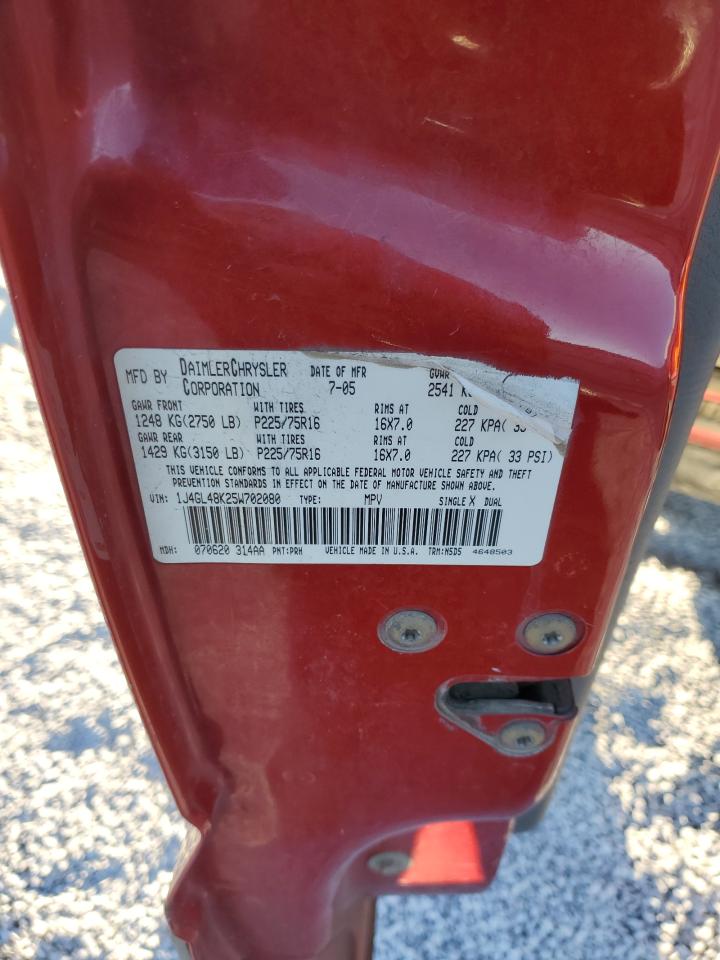 MFD BY DAIMLERCHRYSLER CORPORATION DATE OF MFR 7-05 GVWR 2541
GAWR FRONT WITH TIRES RIMS AT COLD
1248 KG(2750 LB) P225/75R16 16X7.0 227 KPA( 33
GAWR REAR WITH TIRES RIMS AT COLD
1429 KG(3150 LB) P225/75R16 16X7.0 227 KPA( 33 PSI)
THIS VEHICLE CONFORMS TO ALL APPLICABLE FEDERAL MOTOR VEHICLE SAFETY AND THEFT
PREVENTION STANDARDS IN EFFECT ON THE DATE OF MANUFACTURE SHOWN ABOVE.
VIN: 1J4GL48K25W702080 TYPE: MPV SINGLE X DUAL
MDH: 070620 314AA PNT:PRH VEHICLE MADE IN U.S.A. TRM:N5D5 4648503